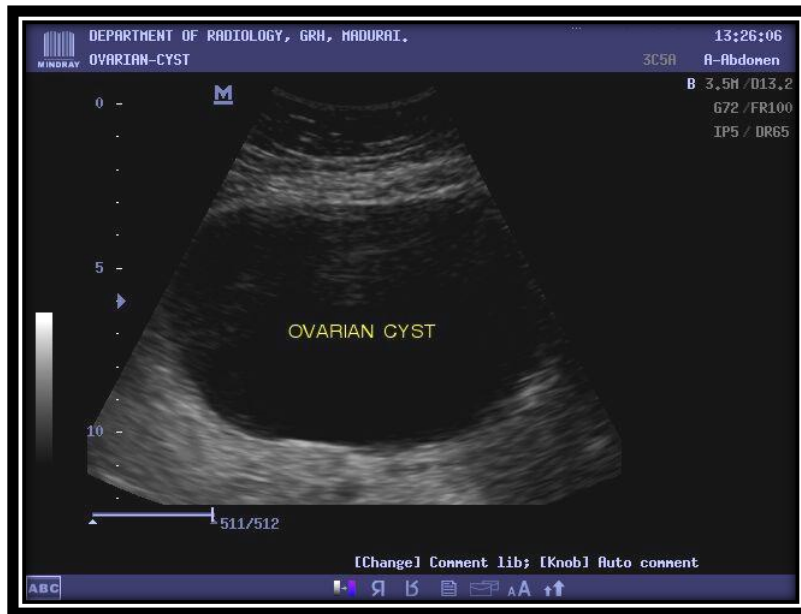 DEPARTMENT OF RADIOLOGY, GRH, MADURAI. 13:26:06
MINDRAY OVARIAN-CYST 3C5A A-Abdomen
B 3.5M /D13.2
G72 /FR100
IP5 / DR65
M
0
5
OVARIAN CYST
10
511/512
[Change] Comment lib; [Knob] Auto comment
ABC